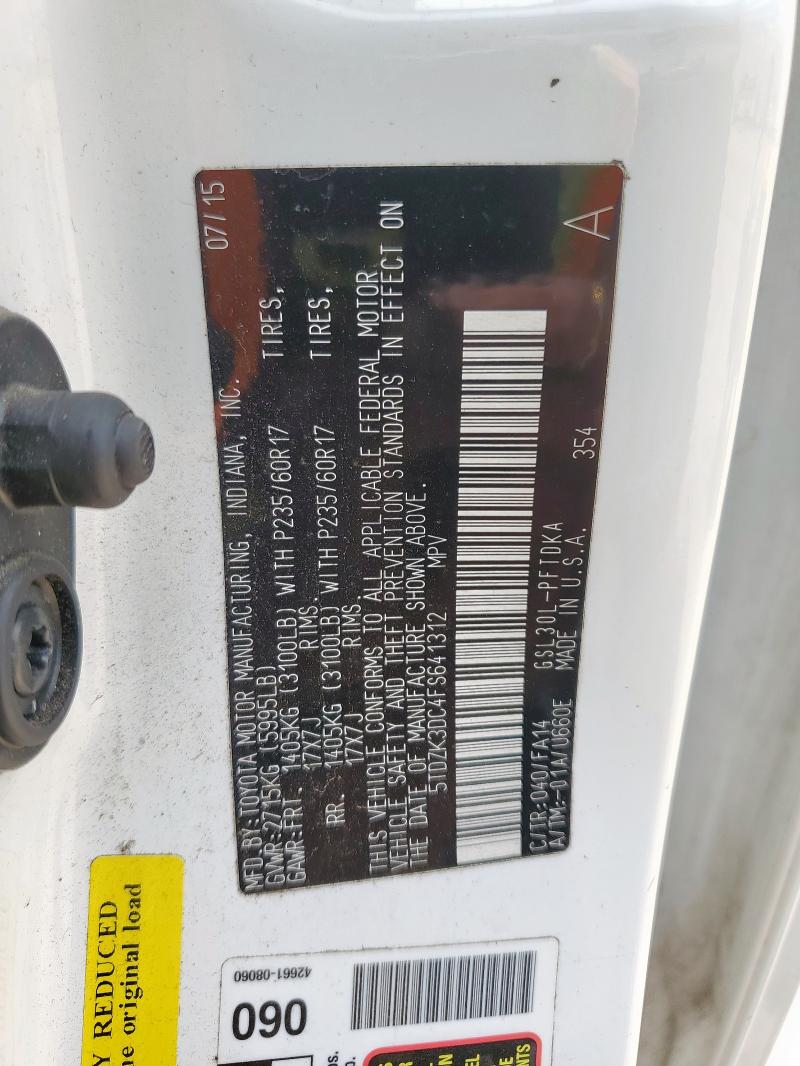 07/15
MFD BY:TOYOTA MOTOR MANUFACTURING, INDIANA, INC.
GVWR:2715KG (5995LB)
GAWR:FRT. 1405KG (3100LB) WITH P235/60R17 TIRES,
17X7J RIMS.
RR. 1405KG (3100LB) WITH P235/60R17 TIRES,
17X7J RIMS.
THIS VEHICLE CONFORMS TO ALL APPLICABLE FEDERAL MOTOR
VEHICLE SAFETY AND THEFT PREVENTION STANDARDS IN EFFECT ON
THE DATE OF MANUFACTURE SHOWN ABOVE.
5TDZK3DC4FS641312 MPV
C/TR:040/FA14 GSL30L-PFTDKA
A/TM:-01A/U660E MADE IN U.S.A. 354
A
Y REDUCED
he original load
42661-08060
060